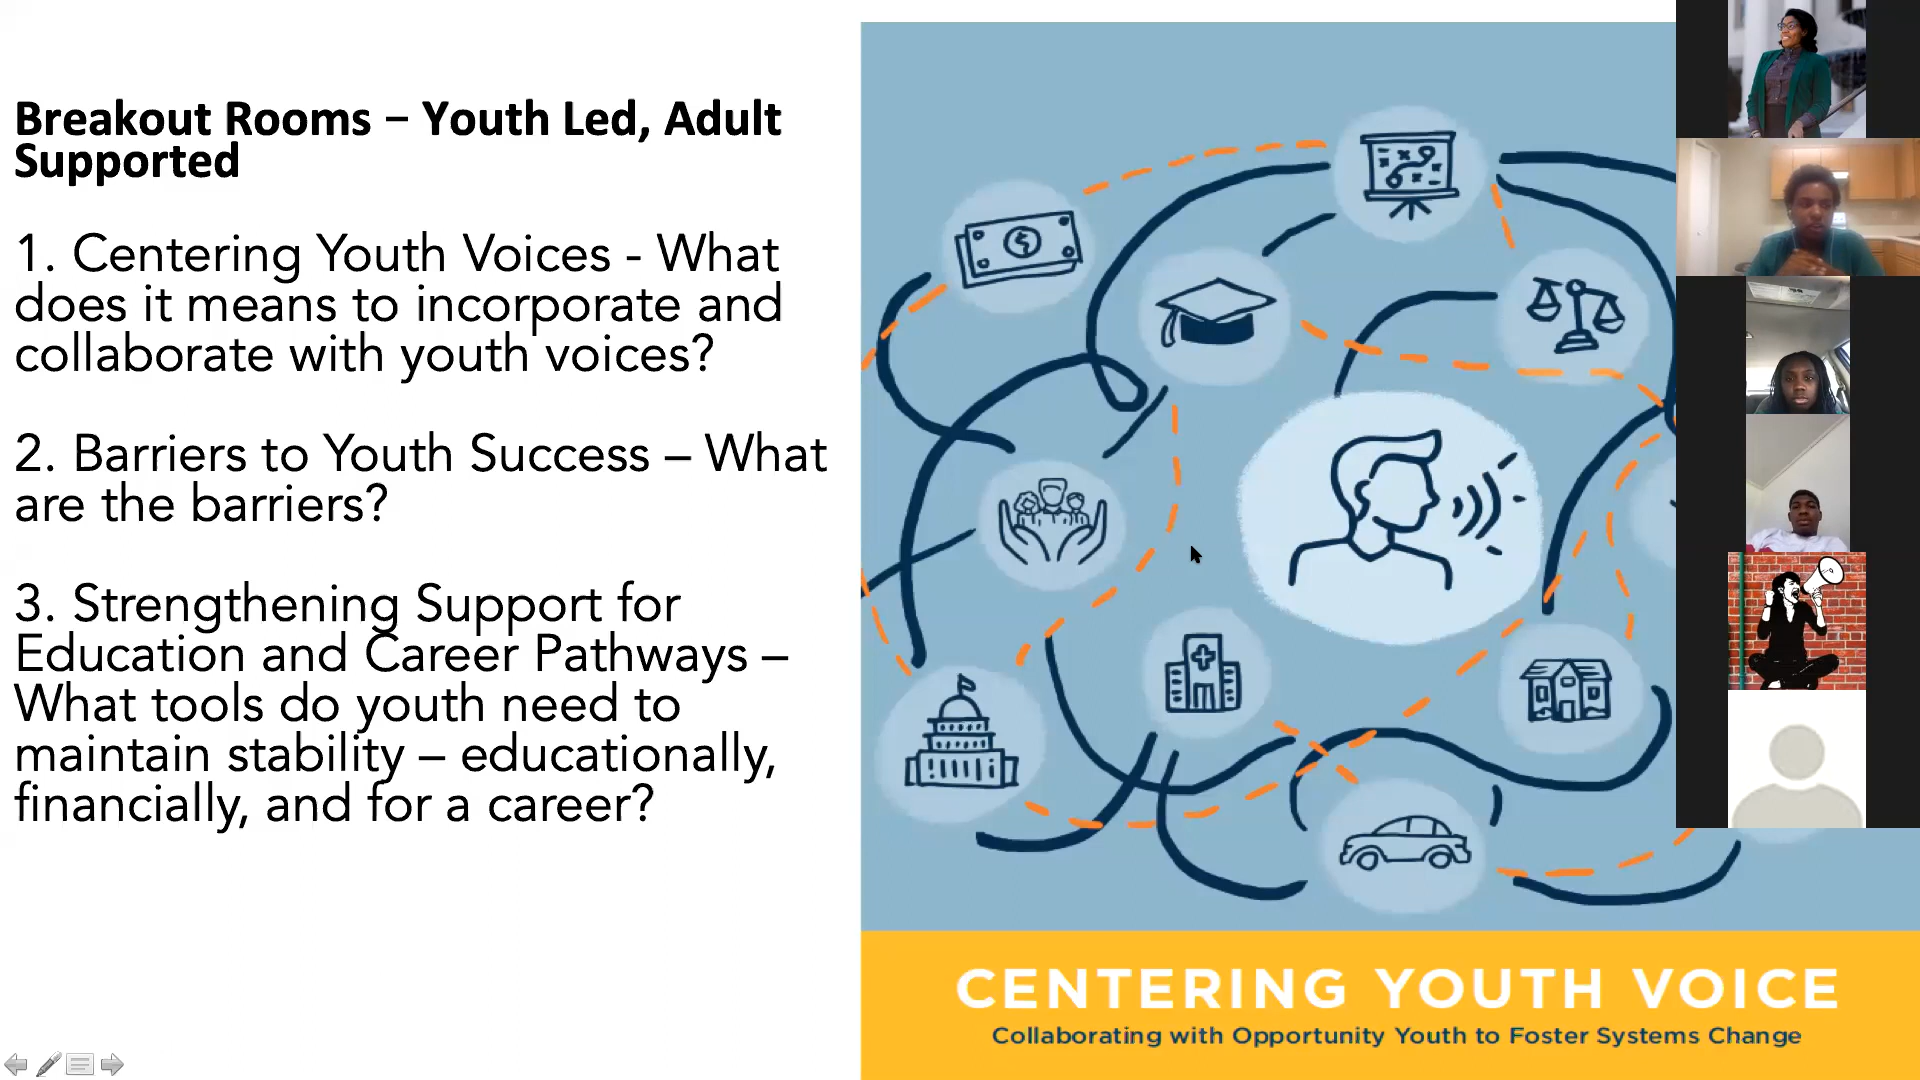 Breakout Rooms – Youth Led, Adult
Supported
1. Centering Youth Voices - What
does it means to incorporate and
collaborate with youth voices?
2. Barriers to Youth Success – What
are the barriers?
3. Strengthening Support for
Education and Career Pathways –
What tools do youth need to
maintain stability – educationally,
financially, and for a career?
CENTERING YOUTH VOICE
Collaborating with Opportunity Youth to Foster Systems Change